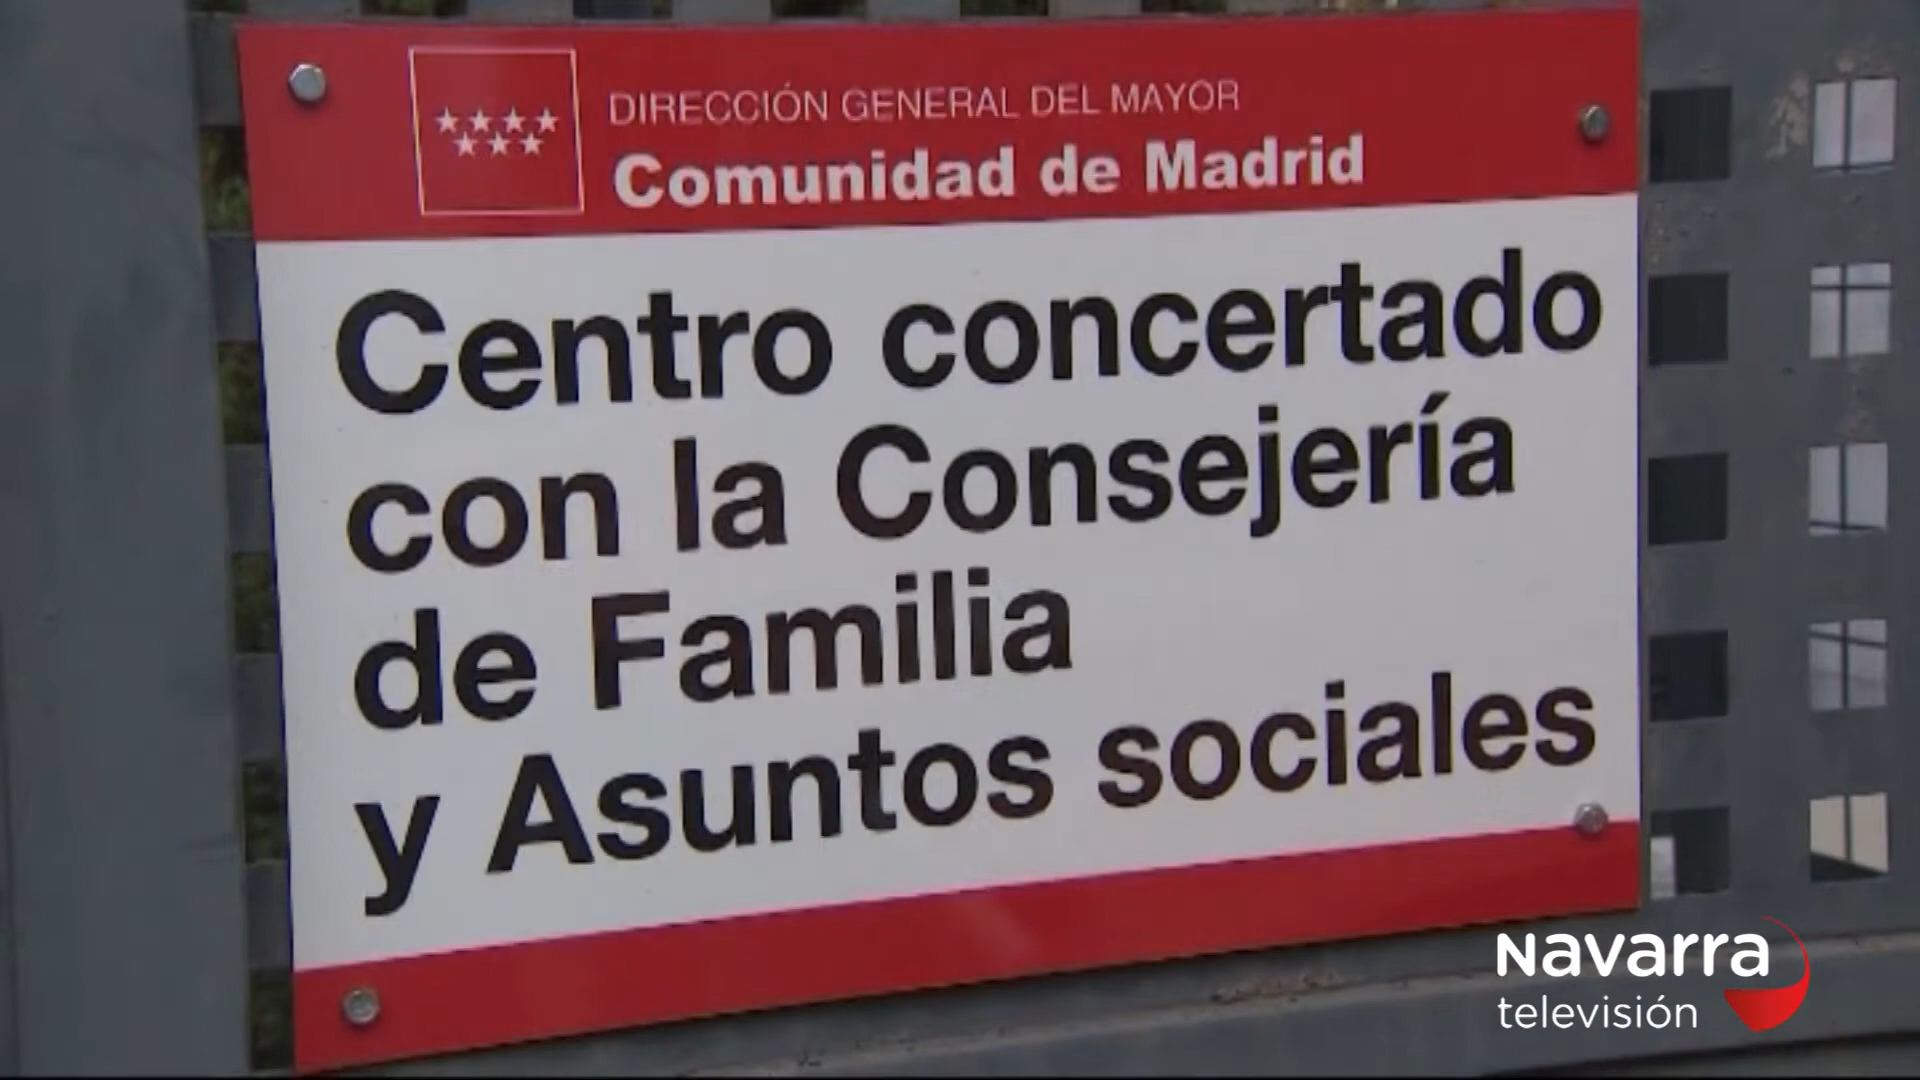 DIRECCIÓN GENERAL DEL MAYOR
Comunidad de Madrid
Centro concertado
con la Consejería
de Familia
y Asuntos sociales
Navarra
televisión